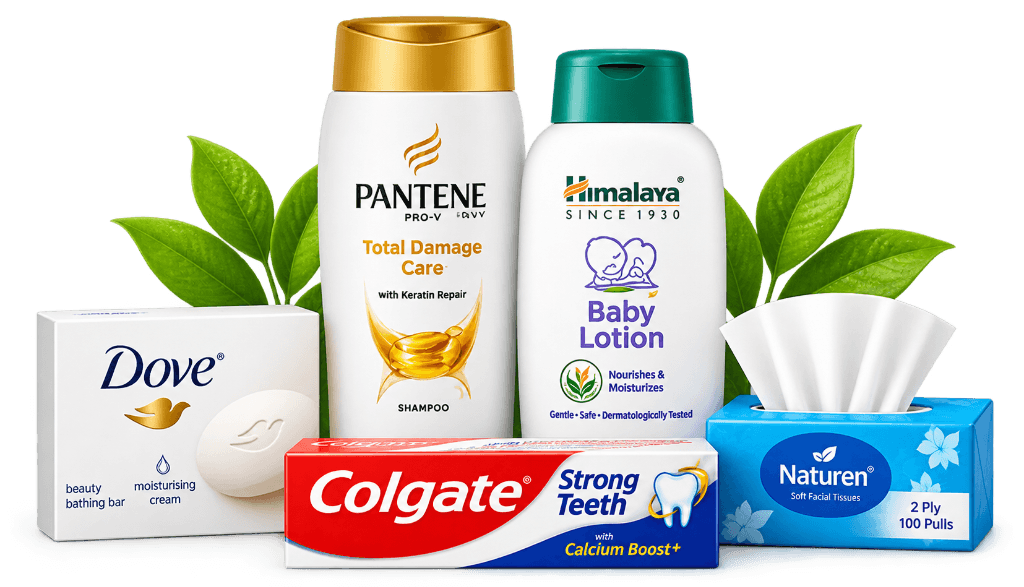 PANTENE
PRO-V
Total Damage
Care
with Keratin Repair
SHAMPOO
Himalaya®
SINCE 1930
Baby
Lotion
Nourishes &
Moisturizes
Gentle • Safe • Dermatologically Tested
Dove®
beauty
bathing bar
moisturising
cream
Colgate®
Strong
Teeth
with
Calcium Boost+
Naturen®
Soft Facial Tissues
2 Ply
100 Pulls